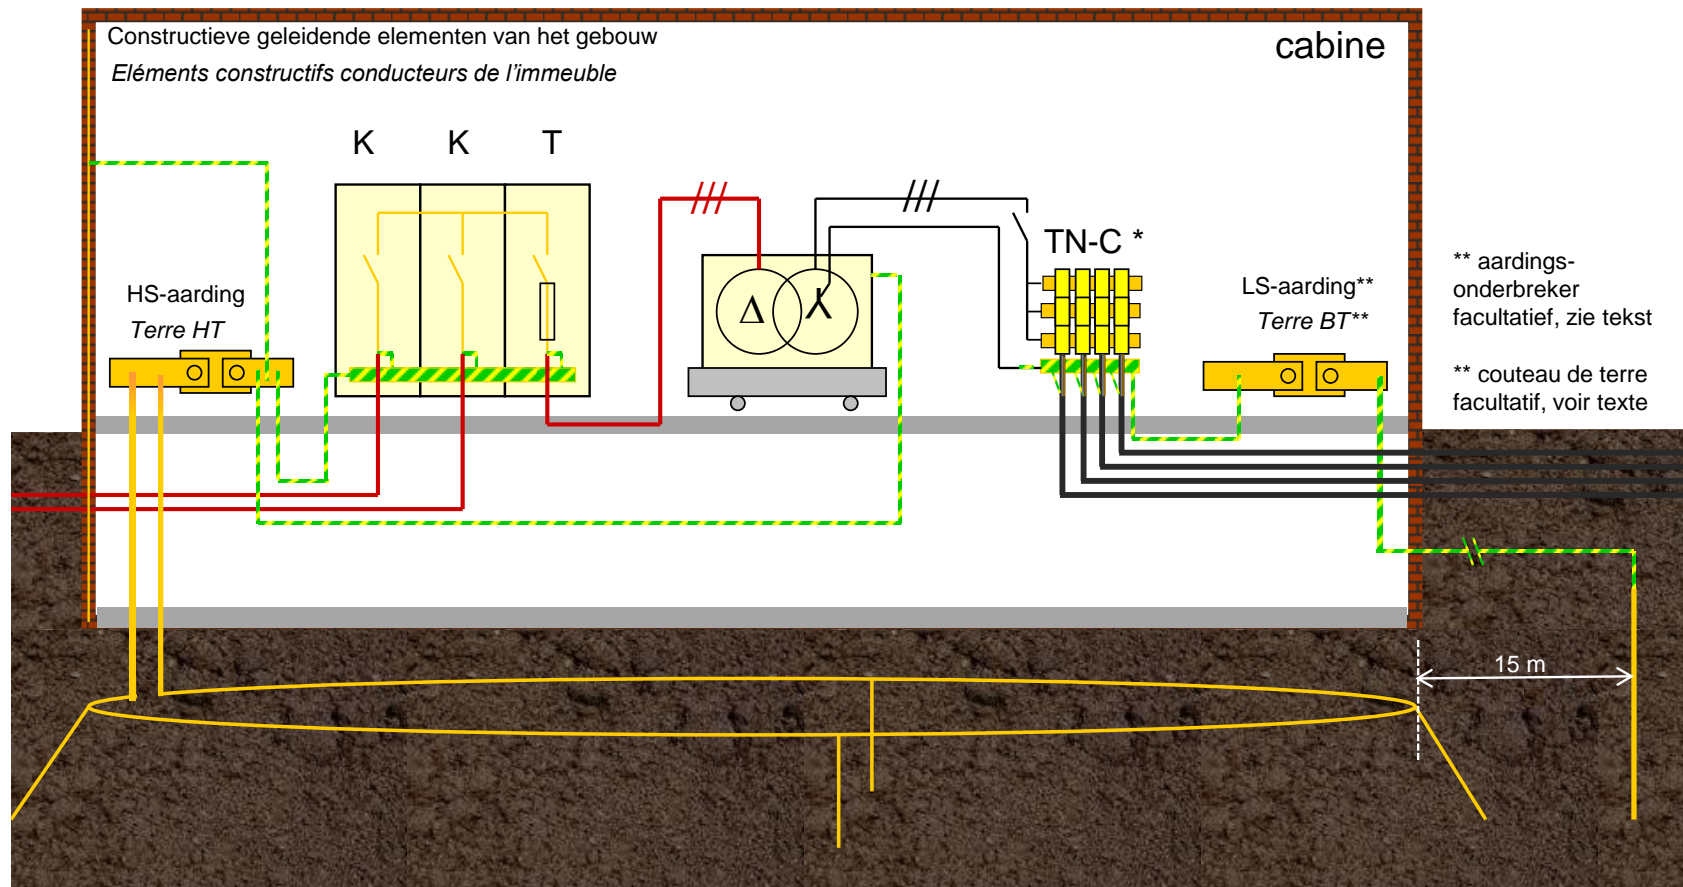 Constructieve geleidende elementen van het gebouw
Eléments constructifs conducteurs de l'immeuble
cabine
K K T
TN-C *
HS-aarding
Terre HT
Δ
LS-aarding**
Terre BT**
** aardings-
onderbreker
facultatief, zie tekst
** couteau de terre
facultatif, voir texte
15 m